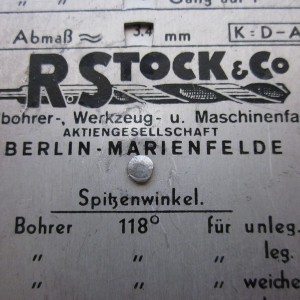 Abmaß ≈ 3.4 mm K:D-A
R.STOCK & Co
bohrer-, Werkzeug- u. Maschinenfa
AKTIENGESELLSCHAFT
BERLIN-MARIENFELDE
Spitzenwinkel.
Bohrer 118° für unleg.
" " " leg.
" " " weiche